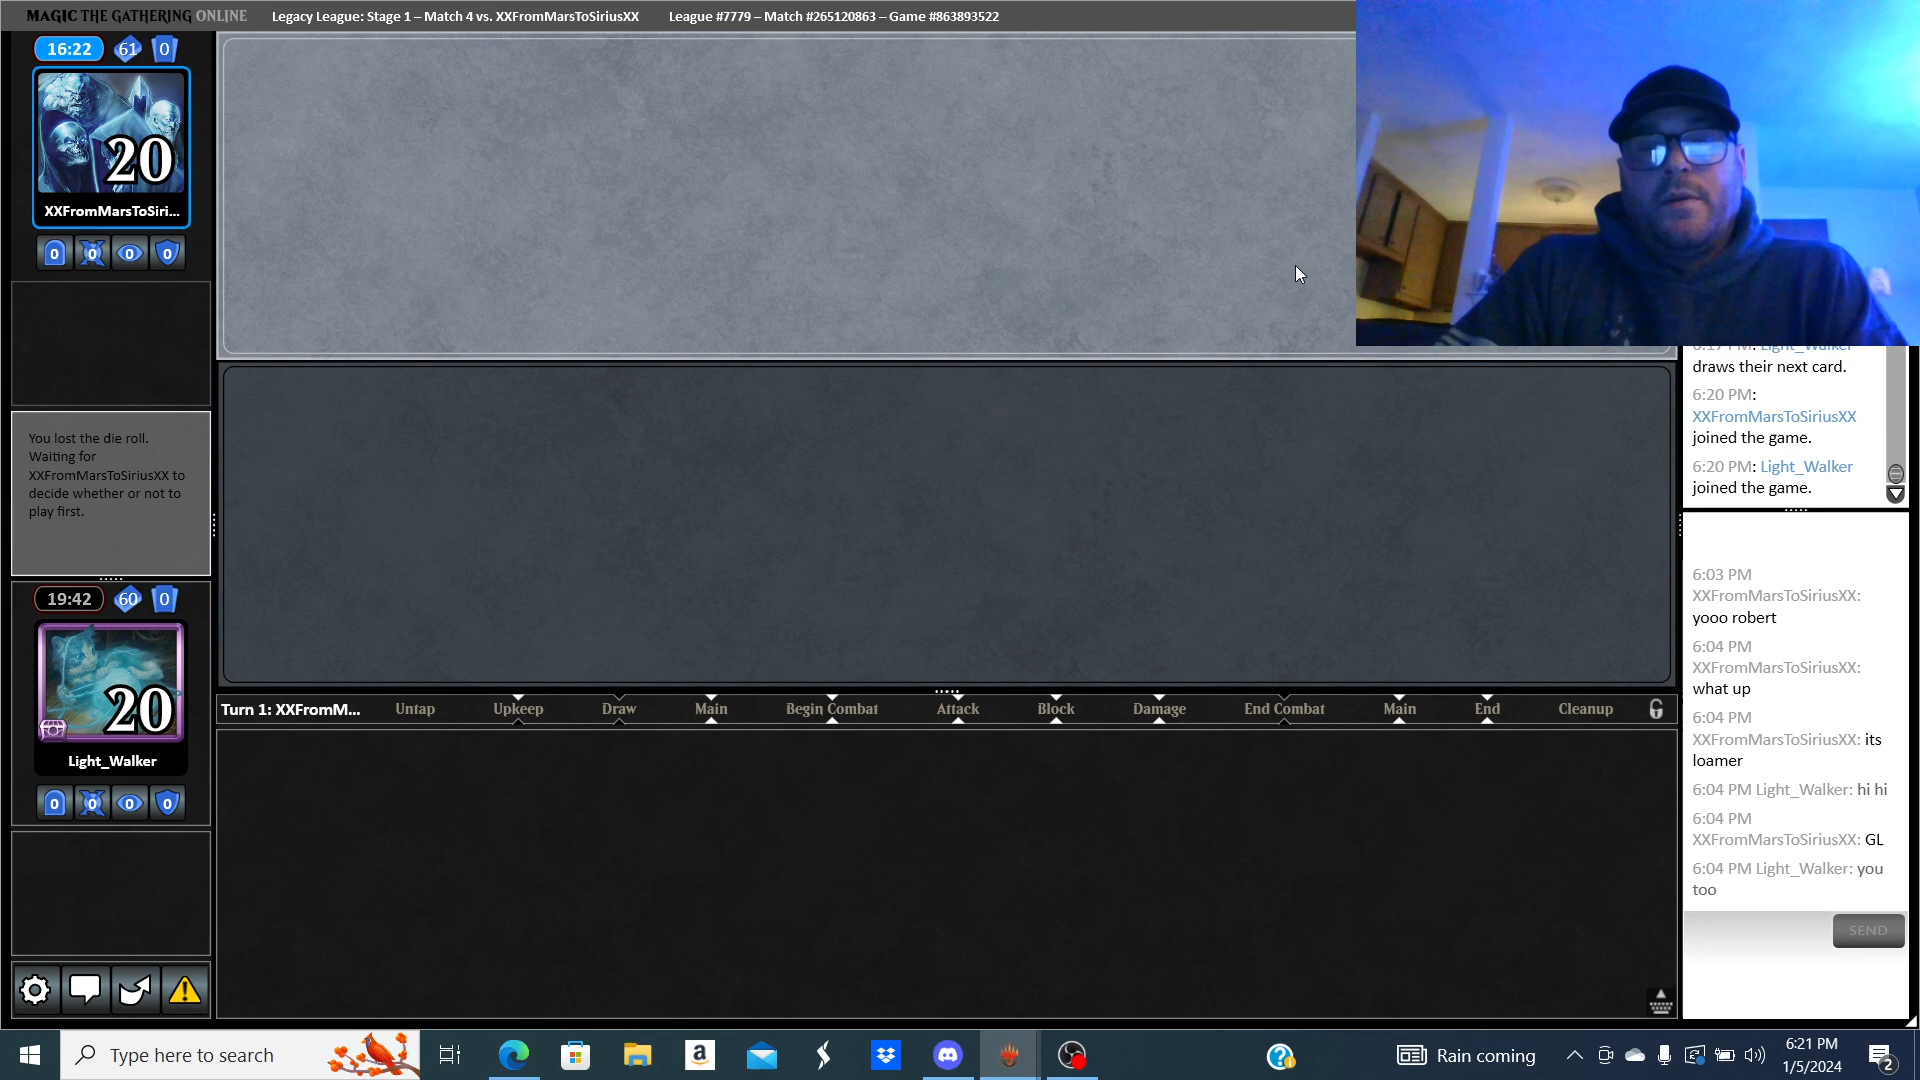 MAGIC THE GATHERING ONLINE
Legacy League: Stage 1 – Match 4 vs. XXFromMarsToSiriusXX
League #7779 – Match #265120863 – Game #863893522
16:22 61 0
20
XXFromMarsToSiri...
0 0 0 0
You lost the die roll.
Waiting for
XXFromMarsToSiriusXX to
decide whether or not to
play first.
19:42 60 0
20
Light_Walker
0 0 0 0
Turn 1: XXFromM... Untap Upkeep Draw Main Begin Combat Attack Block Damage End Combat Main End Cleanup
6:17 PM: Light_Walker
draws their next card.
6:20 PM:
XXFromMarsToSiriusXX
joined the game.
6:20 PM: Light_Walker
joined the game.
6:03 PM
XXFromMarsToSiriusXX:
yooo robert
6:04 PM
XXFromMarsToSiriusXX:
what up
6:04 PM
XXFromMarsToSiriusXX: its
loamer
6:04 PM Light_Walker: hi hi
6:04 PM
XXFromMarsToSiriusXX: GL
6:04 PM Light_Walker: you
too
SEND
Type here to search
a
Rain coming
6:21 PM
1/5/2024
2